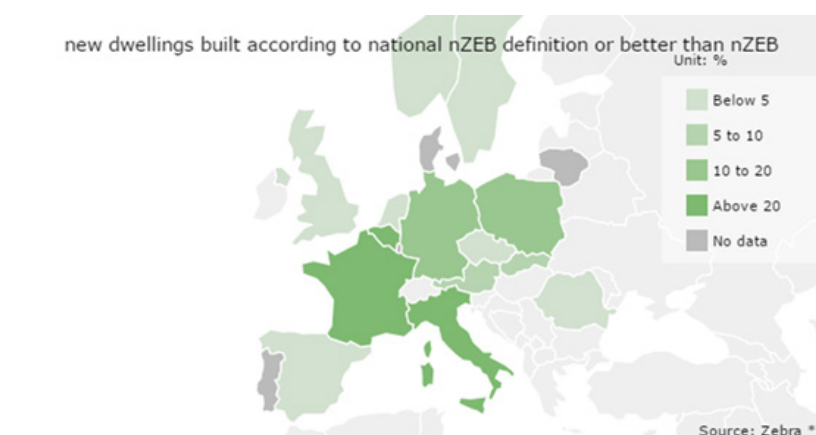 new dwellings built according to national nZEB definition or better than nZEB
Unit: %
Below 5
5 to 10
10 to 20
Above 20
No data
Source: Zebra *